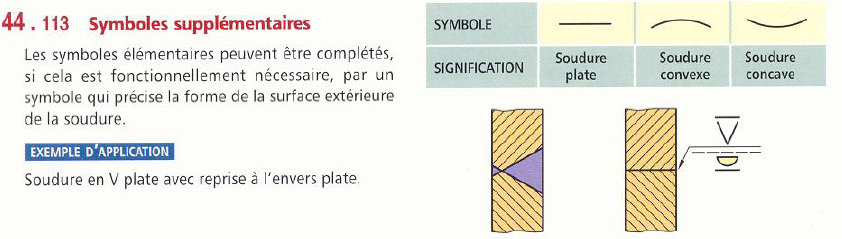 44.113 Symboles supplémentaires
Les symboles élémentaires peuvent être complétés,
si cela est fonctionnellement nécessaire, par un
symbole qui précise la forme de la surface extérieure
de la soudure.
EXEMPLE D'APPLICATION
Soudure en V plate avec reprise à l'envers plate.
SYMBOLE
SIGNIFICATION
Soudure
plate
Soudure
convexe
Soudure
concave